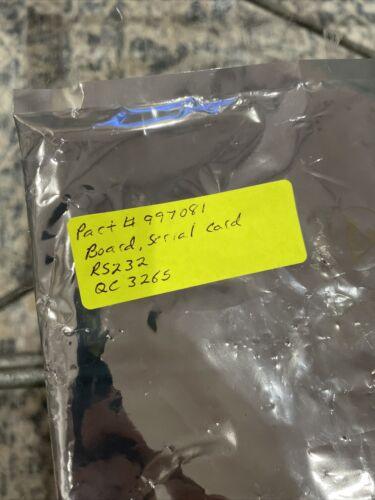 Part # 997081
Board, serial card
RS232
QC 3265